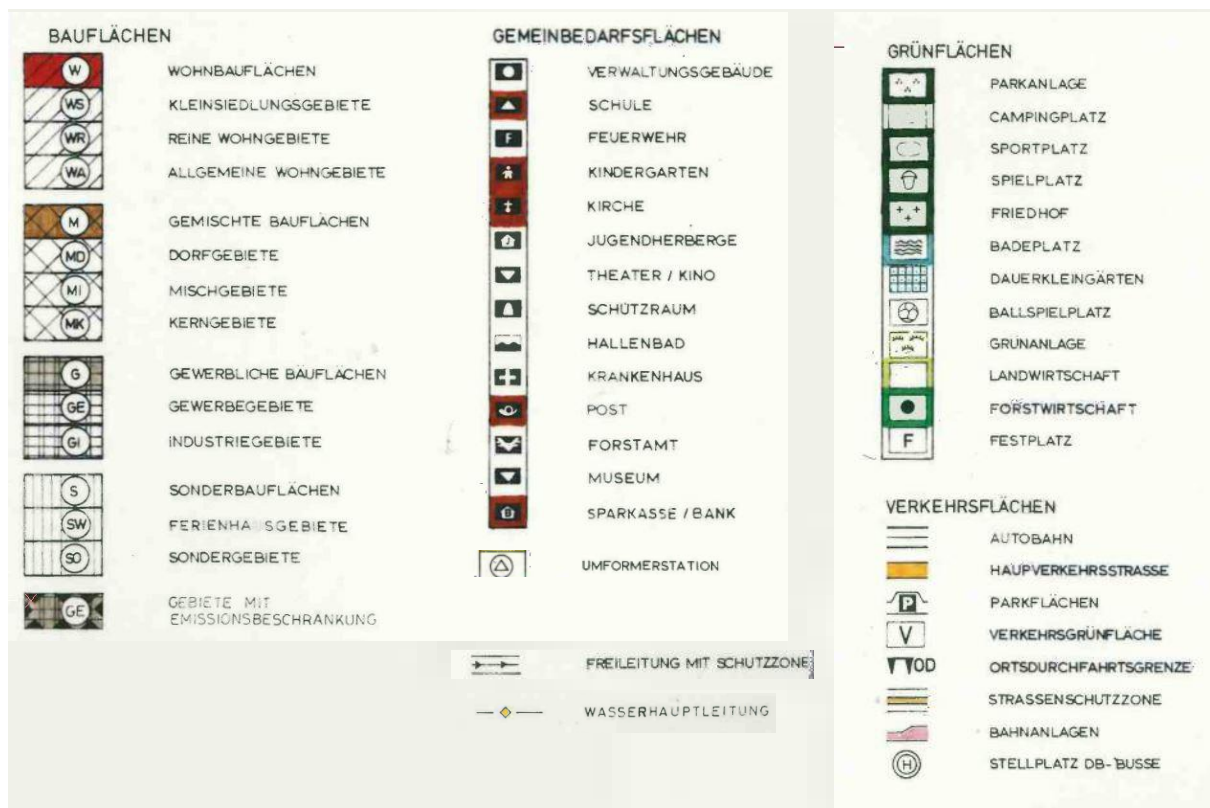 BAUFLÄCHEN
W WOHNBAUFLÄCHEN
WS KLEINSIEDLUNGSGEBIETE
WR REINE WOHNGEBIETE
WA ALLGEMEINE WOHNGEBIETE
M GEMISCHTE BAUFLÄCHEN
MD DORFGEBIETE
MI MISCHGEBIETE
MK KERNGEBIETE
G GEWERBLICHE BAUFLÄCHEN
GE GEWERBEGEBIETE
GI INDUSTRIEGEBIETE
S SONDERBAUFLÄCHEN
SW FERIENHAUSGEBIETE
SO SONDERGEBIETE
GE GEBIETE MIT
EMISSIONSBESCHRÄNKUNG
GEMEINBEDARFSFLÄCHEN
VERWALTUNGSGEBÄUDE
SCHULE
F FEUERWEHR
KINDERGARTEN
KIRCHE
JUGENDHERBERGE
THEATER / KINO
SCHUTZRAUM
HALLENBAD
KRANKENHAUS
POST
FORSTAMT
MUSEUM
SPARKASSE / BANK
UMFORMERSTATION
FREILEITUNG MIT SCHUTZZONE
WASSERHAUPTLEITUNG
GRÜNFLÄCHEN
PARKANLAGE
CAMPINGPLATZ
SPORTPLATZ
SPIELPLATZ
FRIEDHOF
BADEPLATZ
DAUERKLEINGÄRTEN
BALLSPIELPLATZ
GRÜNANLAGE
LANDWIRTSCHAFT
FORSTWIRTSCHAFT
F FESTPLATZ
VERKEHRSFLÄCHEN
AUTOBAHN
HAUPVERKEHRSSTRASSE
P PARKFLÄCHEN
V VERKEHRSGRÜNFLÄCHE
OD ORTSDURCHFAHRTSGRENZE
STRASSENSCHUTZZONE
BAHNANLAGEN
H STELLPLATZ DB-BUSSE